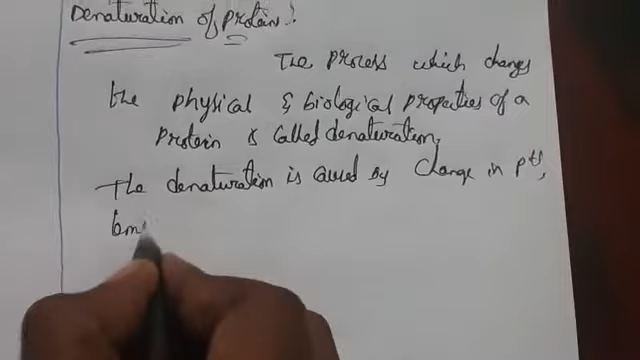 Denaturation of protein:
The process which changes
the physical & biological properties of a
protein is called denaturation.
The denaturation is caused by change in pH,